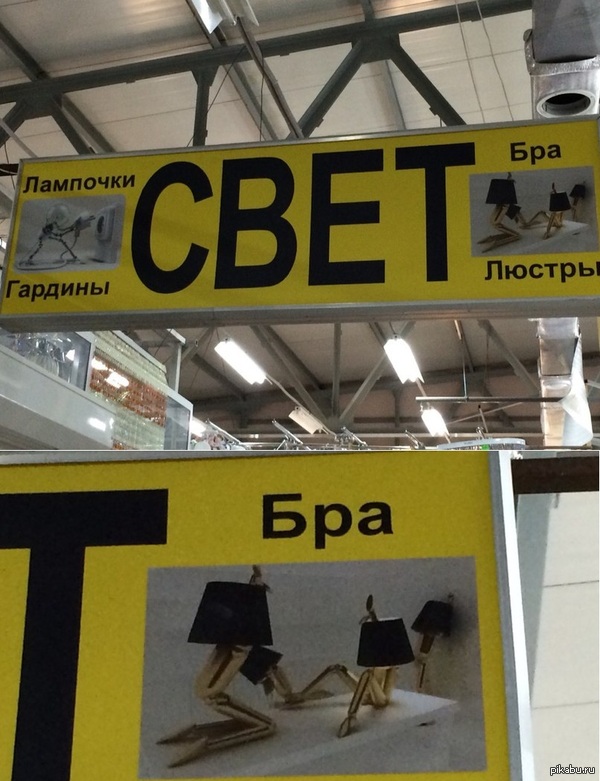 Лампочки
Гардины
СВЕТ
Бра
Люстры
Т
Бра
pikabu.ru